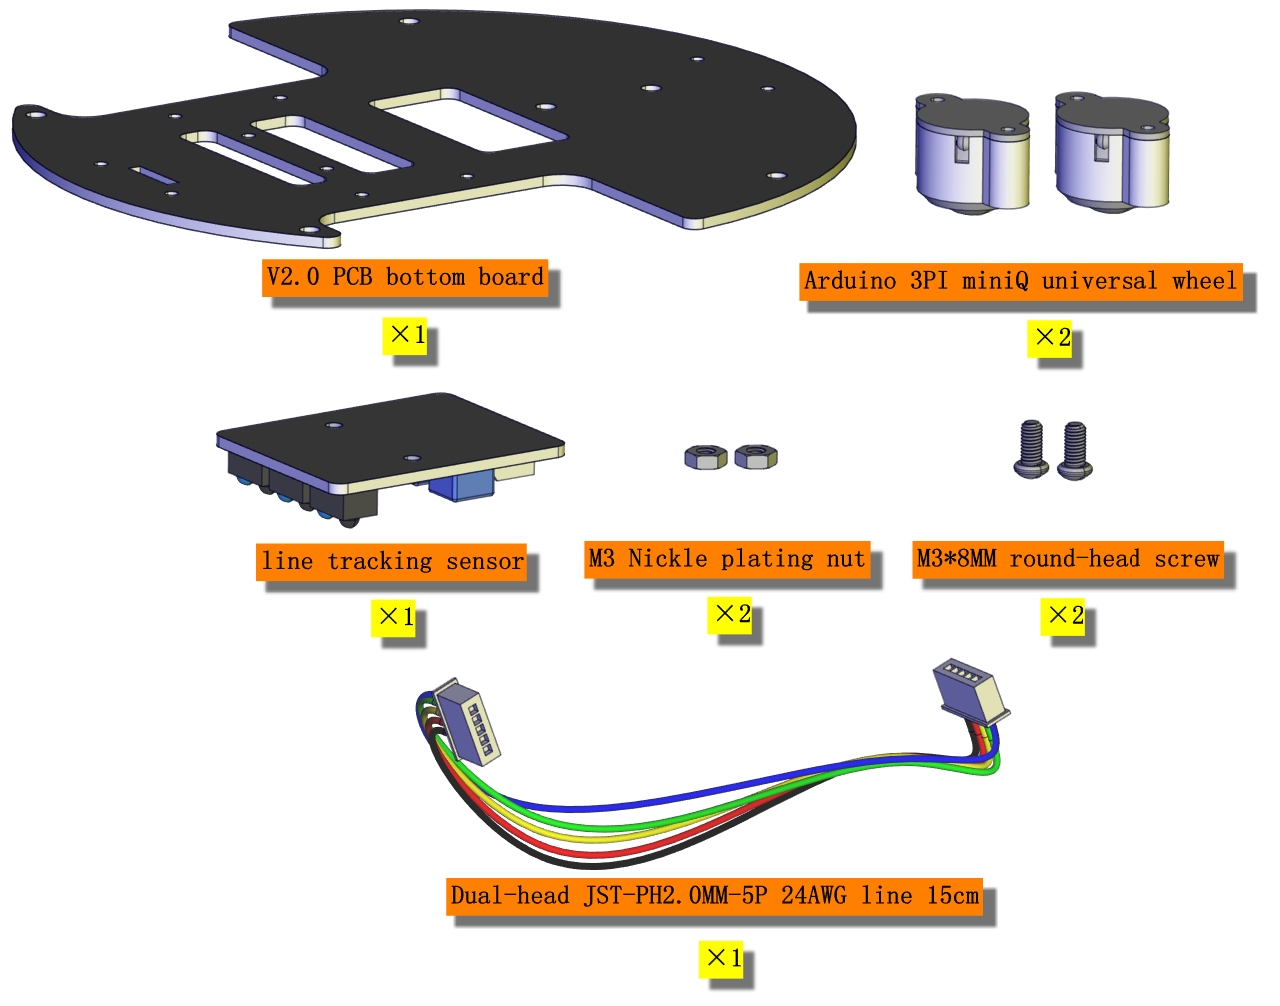 V2.0 PCB bottom board
×1
Arduino 3PI miniQ universal wheel
×2
line tracking sensor
×1
M3 Nickle plating nut
×2
M3*8MM round-head screw
×2
Dual-head JST-PH2.0MM-5P 24AWG line 15cm
×1